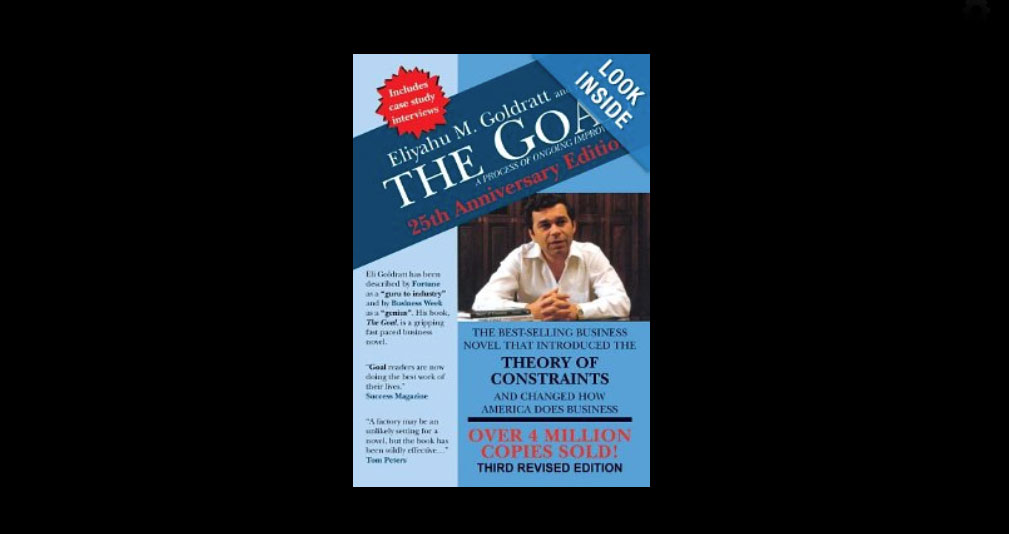 Includes
case study
interviews
LOOK
INSIDE
Eliyahu M. Goldratt and
THE GOA
A PROCESS OF ONGOING IMPROV
25th Anniversary Editio
Eli Goldratt has been
described by Fortune
as a "guru to industry"
and by Business Week
as a "genius". His book,
The Goal, is a gripping
fast paced business
novel.
"Goal readers are now
doing the best work of
their lives."
Success Magazine
"A factory may be an
unlikely setting for a
novel, but the book has
been wildly effective..."
Tom Peters
THE BEST-SELLING BUSINESS
NOVEL THAT INTRODUCED THE
THEORY OF
CONSTRAINTS
AND CHANGED HOW
AMERICA DOES BUSINESS
OVER 4 MILLION
COPIES SOLD!
THIRD REVISED EDITION